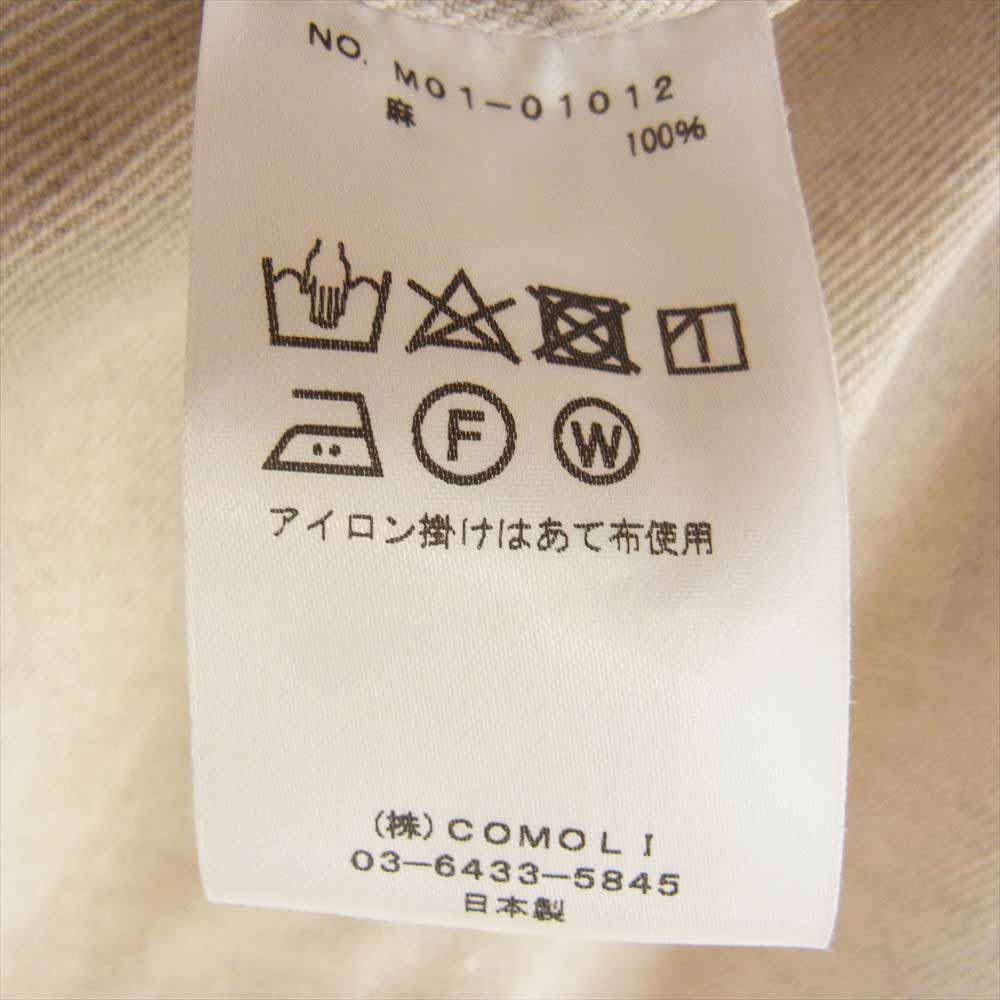 NO. M01-01012
麻 100%
F W
アイロン掛けはあて布使用
(株)COMOLI
03-6433-5845
日本製